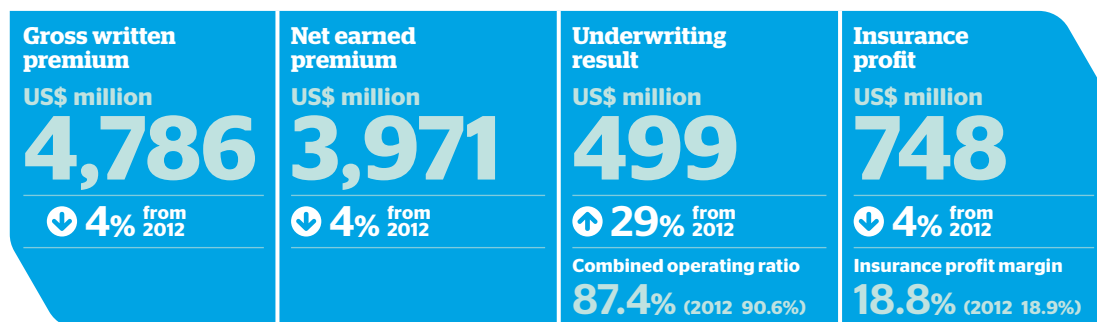 Gross written
premium
US$ million
4,786
4% from
2012
Net earned
premium
US$ million
3,971
4% from
2012
Underwriting
result
US$ million
499
29% from
2012
Combined operating ratio
87.4% (2012 90.6%)
Insurance
profit
US$ million
748
4% from
2012
Insurance profit margin
18.8% (2012 18.9%)